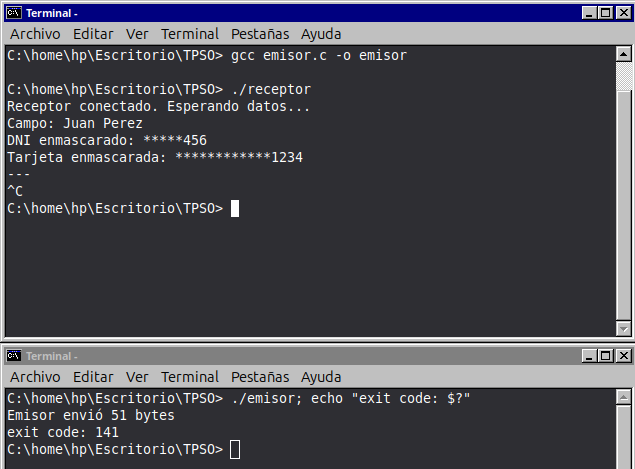 Terminal -
Archivo Editar Ver Terminal Pestañas Ayuda
C:\home\hp\Escritorio\TPSO> gcc emisor.c -o emisor
C:\home\hp\Escritorio\TPSO> ./receptor
Receptor conectado. Esperando datos...
Campo: Juan Perez
DNI enmascarado: *****456
Tarjeta enmascarada: ************1234
---
^C
C:\home\hp\Escritorio\TPSO>
Terminal -
Archivo Editar Ver Terminal Pestañas Ayuda
C:\home\hp\Escritorio\TPSO> ./emisor; echo "exit code: $?"
Emisor envió 51 bytes
exit code: 141
C:\home\hp\Escritorio\TPSO>